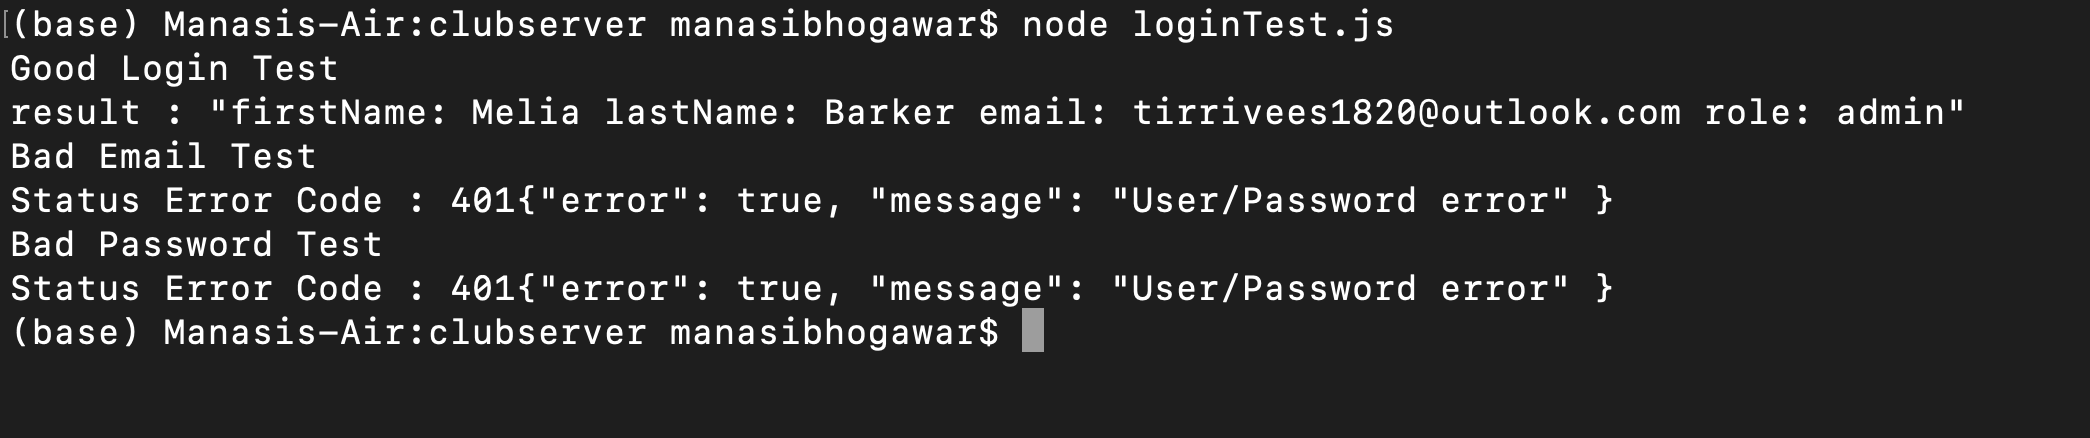 [(base) Manasis-Air:clubserver manasibhogawar$ node loginTest.js
Good Login Test
result : "firstName: Melia lastName: Barker email: tirrivees1820@outlook.com role: admin"
Bad Email Test
Status Error Code : 401{"error": true, "message": "User/Password error" }
Bad Password Test
Status Error Code : 401{"error": true, "message": "User/Password error" }
(base) Manasis-Air:clubserver manasibhogawar$